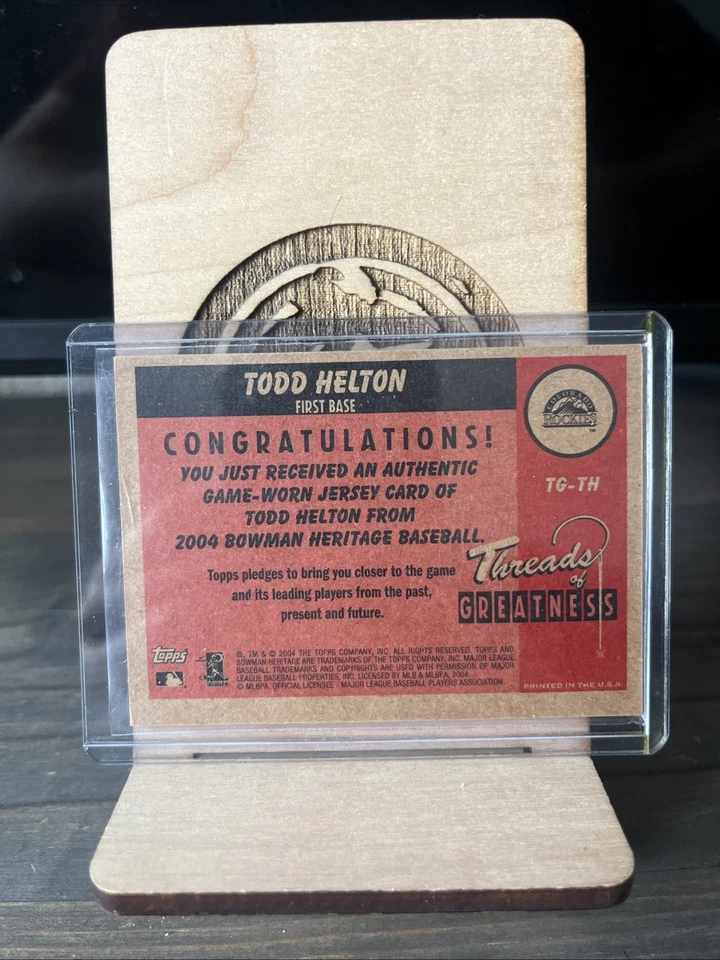 TODD HELTON
FIRST BASE
COLORADO
ROCKIES
TM
CONGRATULATIONS!
YOU JUST RECEIVED AN AUTHENTIC
GAME-WORN JERSEY CARD OF
TODD HELTON FROM
2004 BOWMAN HERITAGE BASEBALL.
TG-TH
Topps pledges to bring you closer to the game
and its leading players from the past,
present and future.
Threads
of
GREATNESS
topps
®, TM & © 2004 THE TOPPS COMPANY, INC. ALL RIGHTS RESERVED. TOPPS AND
BOWMAN HERITAGE ARE TRADEMARKS OF THE TOPPS COMPANY, INC. MAJOR LEAGUE
BASEBALL TRADEMARKS AND COPYRIGHTS ARE USED WITH PERMISSION OF MAJOR
LEAGUE BASEBALL PROPERTIES, INC. LICENSED BY MLB & MLBPA, 2004.
© MLBPA, OFFICIAL LICENSEE - MAJOR LEAGUE BASEBALL PLAYERS ASSOCIATION
PRINTED IN THE U.S.A.